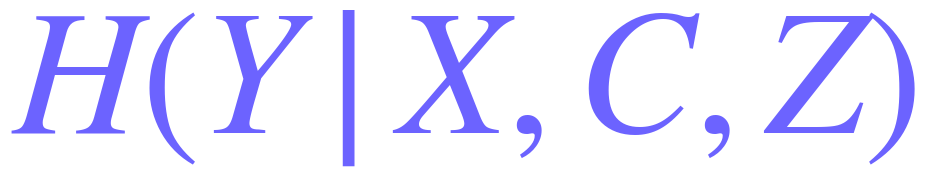 H(Y|X, C, Z)